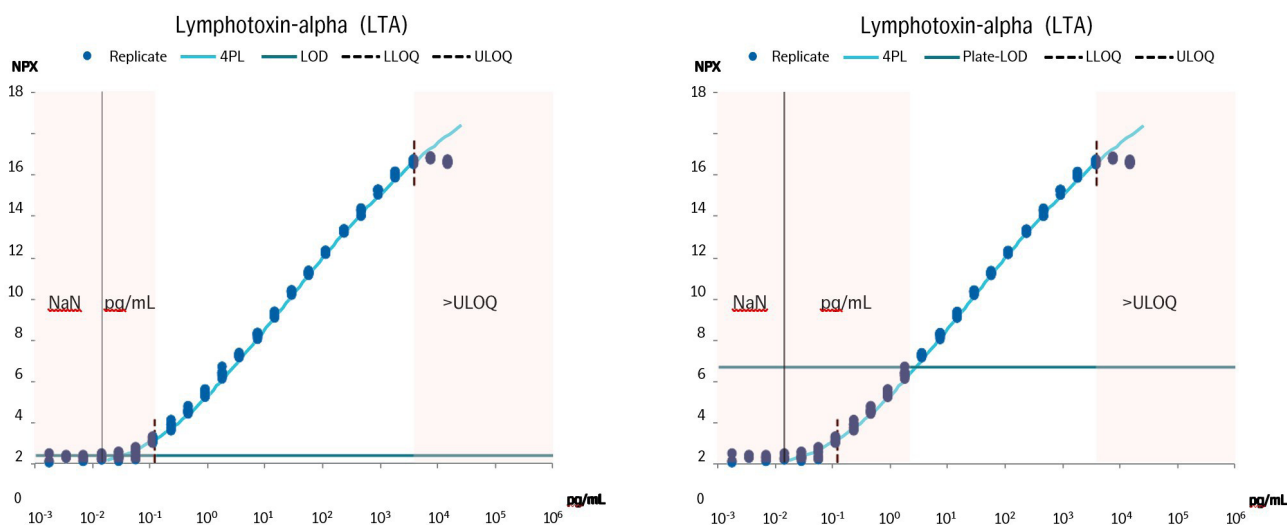 Lymphotoxin-alpha (LTA)
Replicate 4PL LOD LLOQ ULOQ
NPX
18
16
14
12
10
8
6
4
2
0
NaN pg/mL >ULOQ
pg/mL
10-3 10-2 10-1 100 101 102 103 104 105 106
Lymphotoxin-alpha (LTA)
Replicate 4PL Plate-LOD LLOQ ULOQ
NPX
18
16
14
12
10
8
6
4
2
0
NaN pg/mL >ULOQ
pg/mL
10-3 10-2 10-1 100 101 102 103 104 105 106